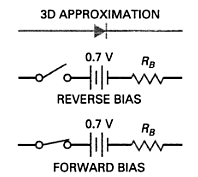 3D APPROXIMATION
0.7 V
R_B
REVERSE BIAS
0.7 V
R_B
FORWARD BIAS